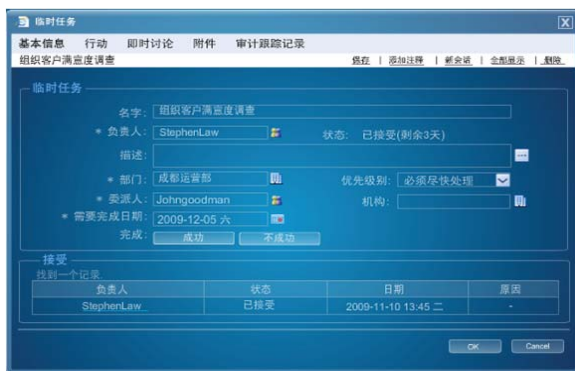 临时任务
基本信息 行动 即时讨论 附件 审计跟踪记录
组织客户满宣度调查 保存 | 添加注释 | 新会议 | 全部展示 | 删除
临时任务
名字: 组织客户满宣度调查
* 负责人: StephenLaw 状态: 已接受(剩余3天)
描述:
* 部门: 成都运营部 优先级别: 必须尽快处理
* 委派人: Johngoodman 机构:
* 需要完成日期: 2009-12-05 六
完成: 成功 不成功
接受
找到一个记录
负责人 状态 日期 原因
StephenLaw 已接受 2009-11-10 13:45 二 -
OK Cancel